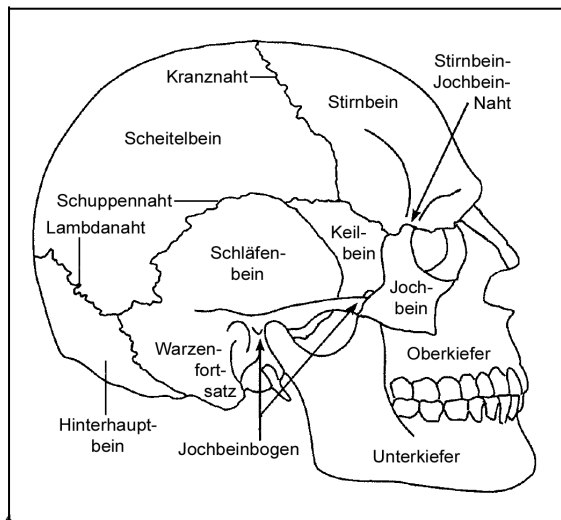 Kranznaht
Stirnbein-
Jochbein-
Naht
Stirnbein
Scheitelbein
Schuppennaht
Lambdanaht
Keil-
bein
Schläfen-
bein
Joch-
bein
Warzen-
fort-
satz
Oberkiefer
Hinterhaupt-
bein
Jochbeinbogen
Unterkiefer